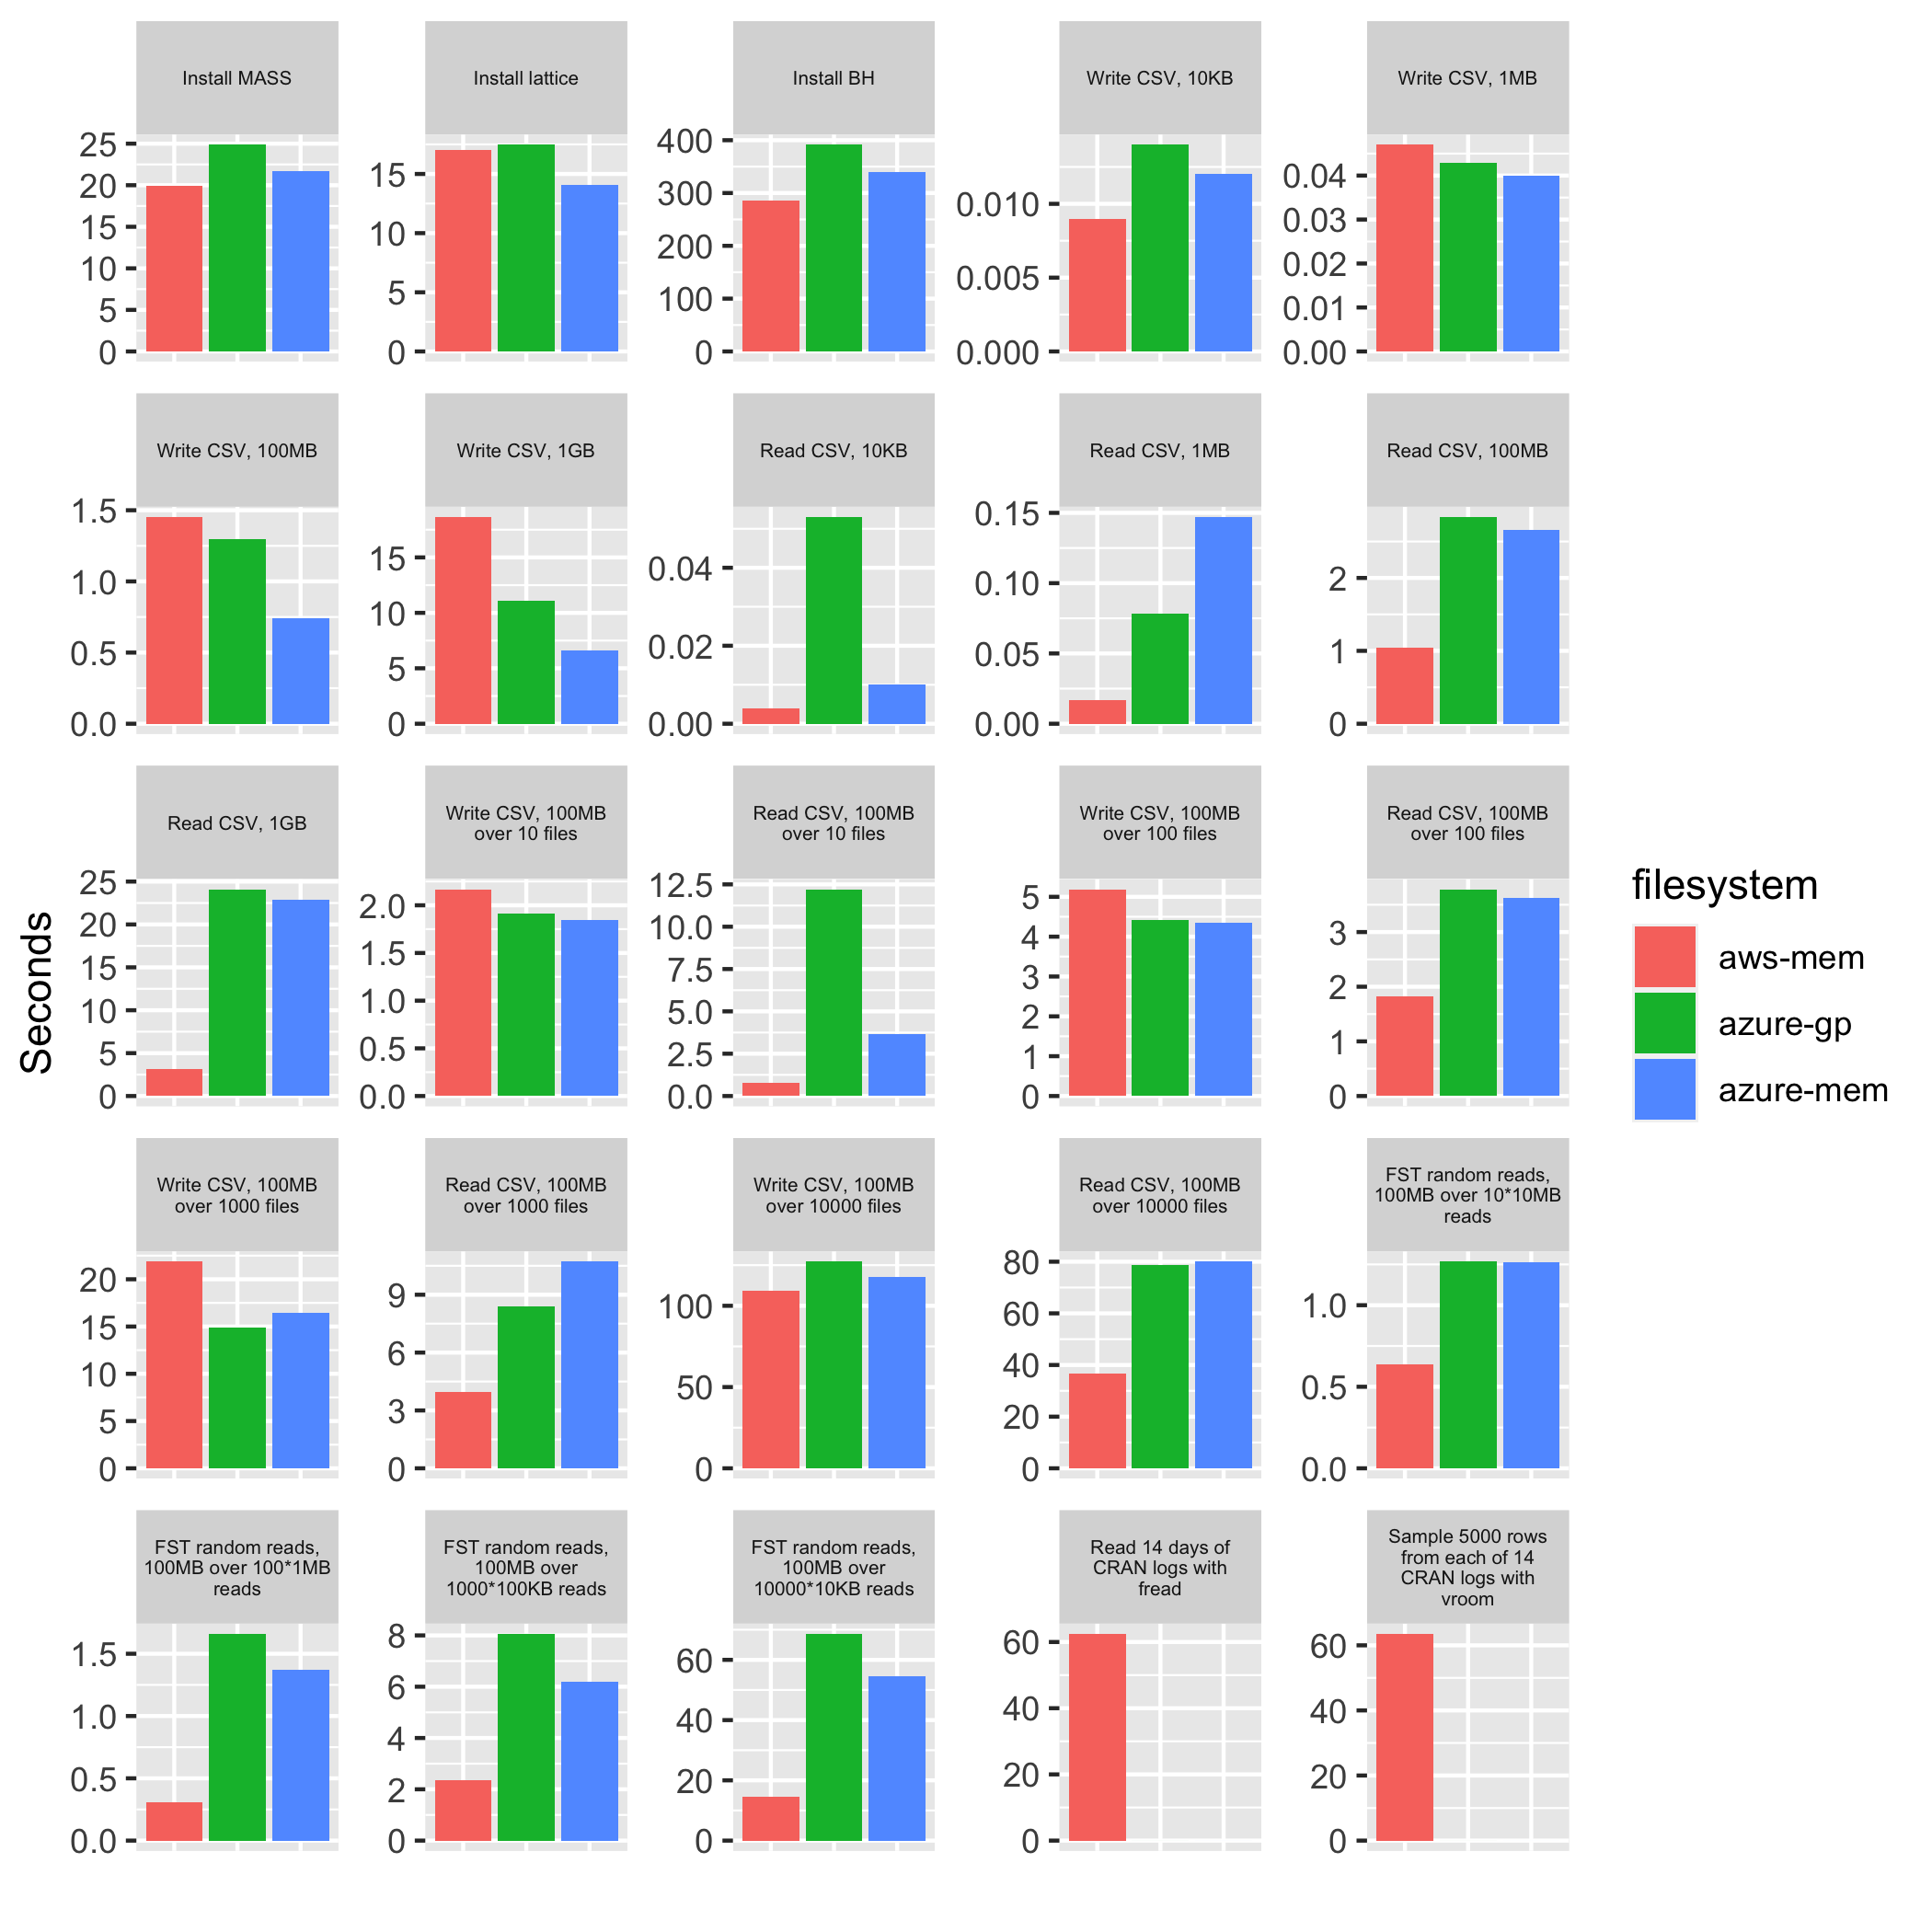 Install MASS
Install lattice
Install BH
Write CSV, 10KB
Write CSV, 1MB
25
20
15
10
5
0
15
10
5
0
400
300
200
100
0
0.010
0.005
0.000
0.04
0.03
0.02
0.01
0.00
Write CSV, 100MB
Write CSV, 1GB
Read CSV, 10KB
Read CSV, 1MB
Read CSV, 100MB
1.5
1.0
0.5
0.0
15
10
5
0
0.04
0.02
0.00
0.15
0.10
0.05
0.00
2
1
0
Read CSV, 1GB
Write CSV, 100MB
over 10 files
Read CSV, 100MB
over 10 files
Write CSV, 100MB
over 100 files
Read CSV, 100MB
over 100 files
25
20
15
10
5
0
2.0
1.5
1.0
0.5
0.0
12.5
10.0
7.5
5.0
2.5
0.0
5
4
3
2
1
0
3
2
1
0
Write CSV, 100MB
over 1000 files
Read CSV, 100MB
over 1000 files
Write CSV, 100MB
over 10000 files
Read CSV, 100MB
over 10000 files
FST random reads,
100MB over 10*10MB
reads
20
15
10
5
0
9
6
3
0
100
50
0
80
60
40
20
0
1.0
0.5
0.0
FST random reads,
100MB over 100*1MB
reads
FST random reads,
100MB over
1000*100KB reads
FST random reads,
100MB over
10000*10KB reads
Read 14 days of
CRAN logs with
fread
Sample 5000 rows
from each of 14
CRAN logs with
vroom
1.5
1.0
0.5
0.0
8
6
4
2
0
60
40
20
0
60
40
20
0
60
40
20
0
Seconds
filesystem
aws-mem
azure-gp
azure-mem